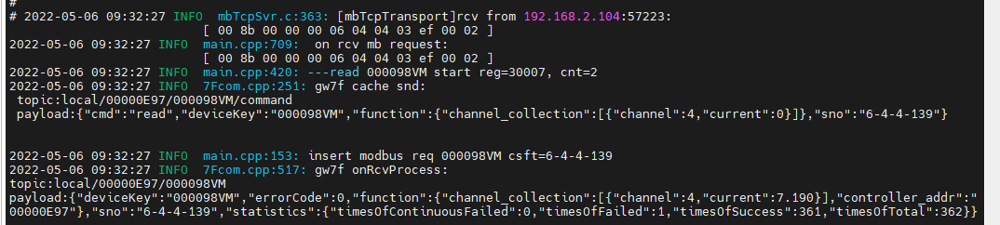 #
# 2022-05-06 09:32:27 INFO  mbTcpSvr.c:363: [mbTcpTransport]rcv from 192.168.2.104:57223:
[ 00 8b 00 00 00 06 04 04 03 ef 00 02 ]
2022-05-06 09:32:27 INFO  main.cpp:709:  on rcv mb request:
[ 00 8b 00 00 00 06 04 04 03 ef 00 02 ]
2022-05-06 09:32:27 INFO  main.cpp:420: ---read 000098VM start reg=30007, cnt=2
2022-05-06 09:32:27 INFO  7Fcom.cpp:251: gw7f cache snd:
topic:local/00000E97/000098VM/command
payload:{"cmd":"read","deviceKey":"000098VM","function":{"channel_collection":[{"channel":4,"current":0}]},"sno":"6-4-4-139"}
2022-05-06 09:32:27 INFO  main.cpp:153: insert modbus req 000098VM csft=6-4-4-139
2022-05-06 09:32:27 INFO  7Fcom.cpp:517: gw7f onRcvProcess:
topic:local/00000E97/000098VM
payload:{"deviceKey":"000098VM","errorCode":0,"function":{"channel_collection":[{"channel":4,"current":7.190}],"controller_addr":"
00000E97"},"sno":"6-4-4-139","statistics":{"timesOfContinuousFailed":0,"timesOfFailed":1,"timesOfSuccess":361,"timesOfTotal":362}}